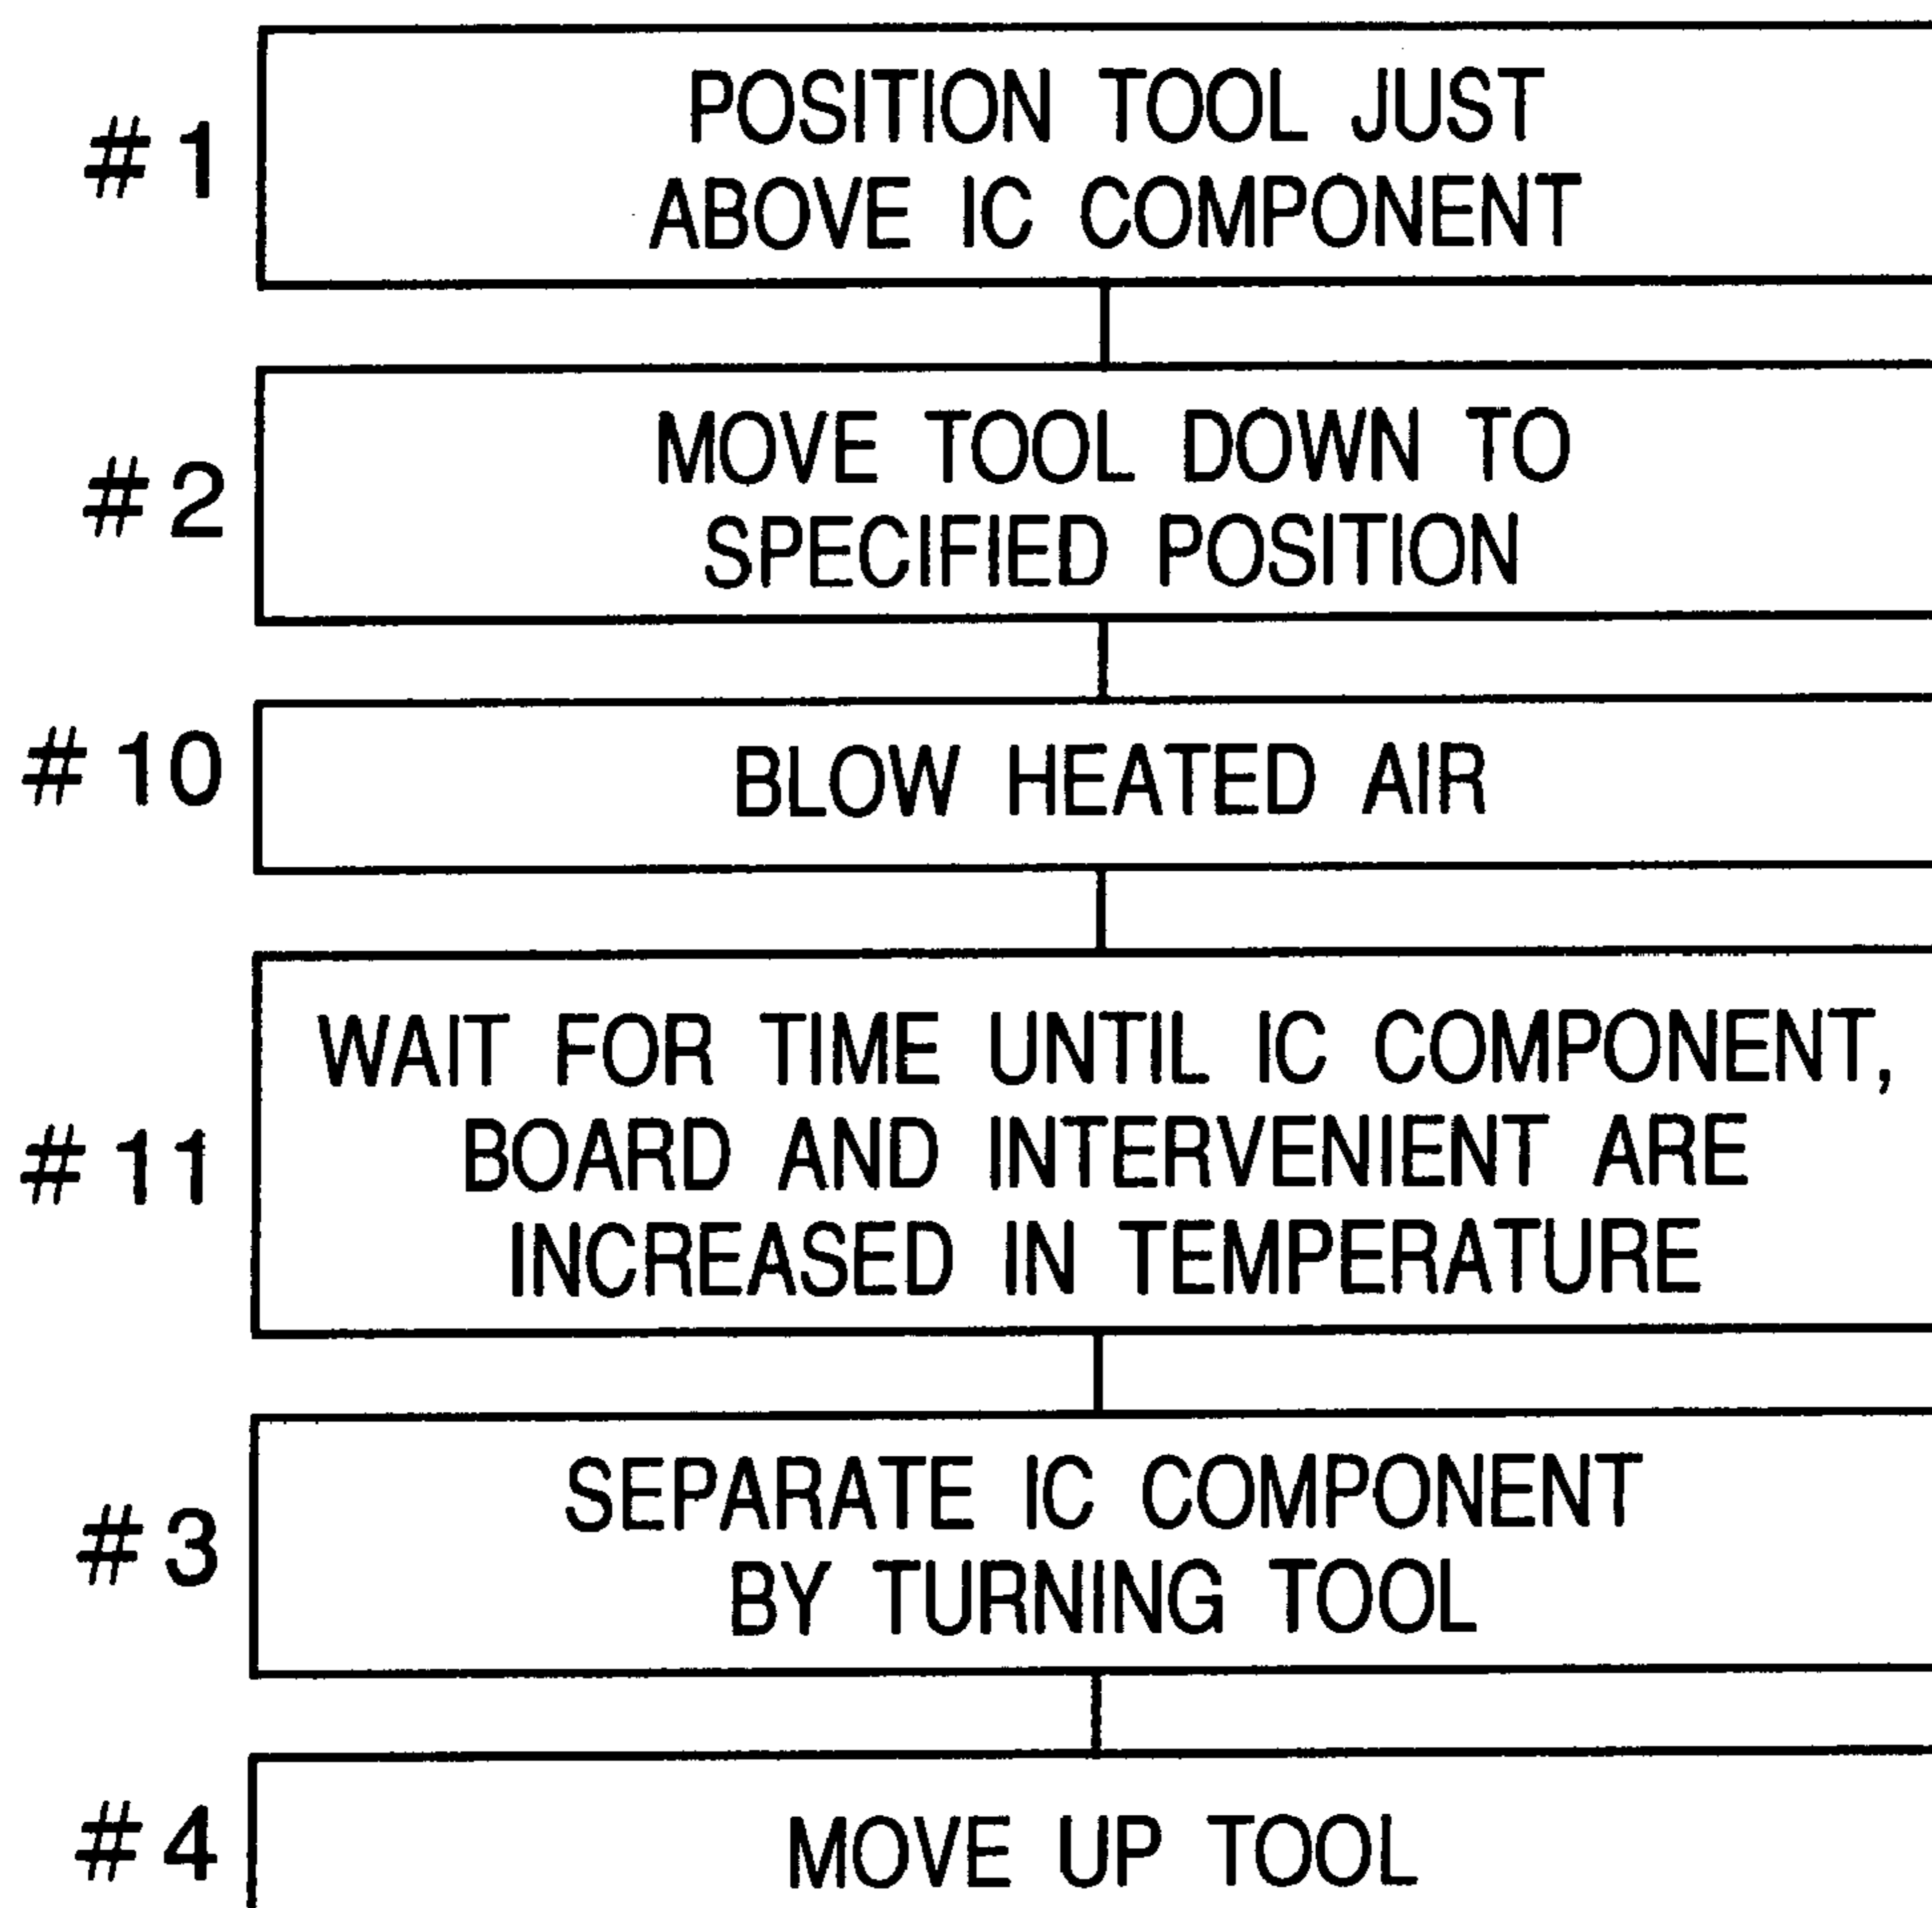 #1
POSITION TOOL JUST
ABOVE IC COMPONENT
#2
MOVE TOOL DOWN TO
SPECIFIED POSITION
#10
BLOW HEATED AIR
#11
WAIT FOR TIME UNTIL IC COMPONENT,
BOARD AND INTERVENIENT ARE
INCREASED IN TEMPERATURE
#3
SEPARATE IC COMPONENT
BY TURNING TOOL
#4
MOVE UP TOOL